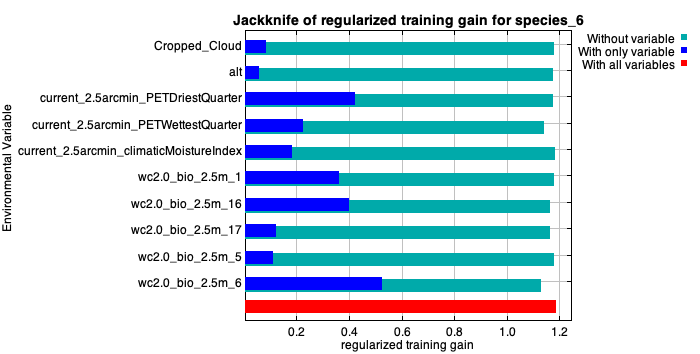 Jackknife of regularized training gain for species_6
Without variable
With only variable
With all variables
Environmental Variable
Cropped_Cloud
alt
current_2.5arcmin_PETDriestQuarter
current_2.5arcmin_PETWettestQuarter
current_2.5arcmin_climaticMoistureIndex
wc2.0_bio_2.5m_1
wc2.0_bio_2.5m_16
wc2.0_bio_2.5m_17
wc2.0_bio_2.5m_5
wc2.0_bio_2.5m_6
0.2 0.4 0.6 0.8 1.0 1.2
regularized training gain